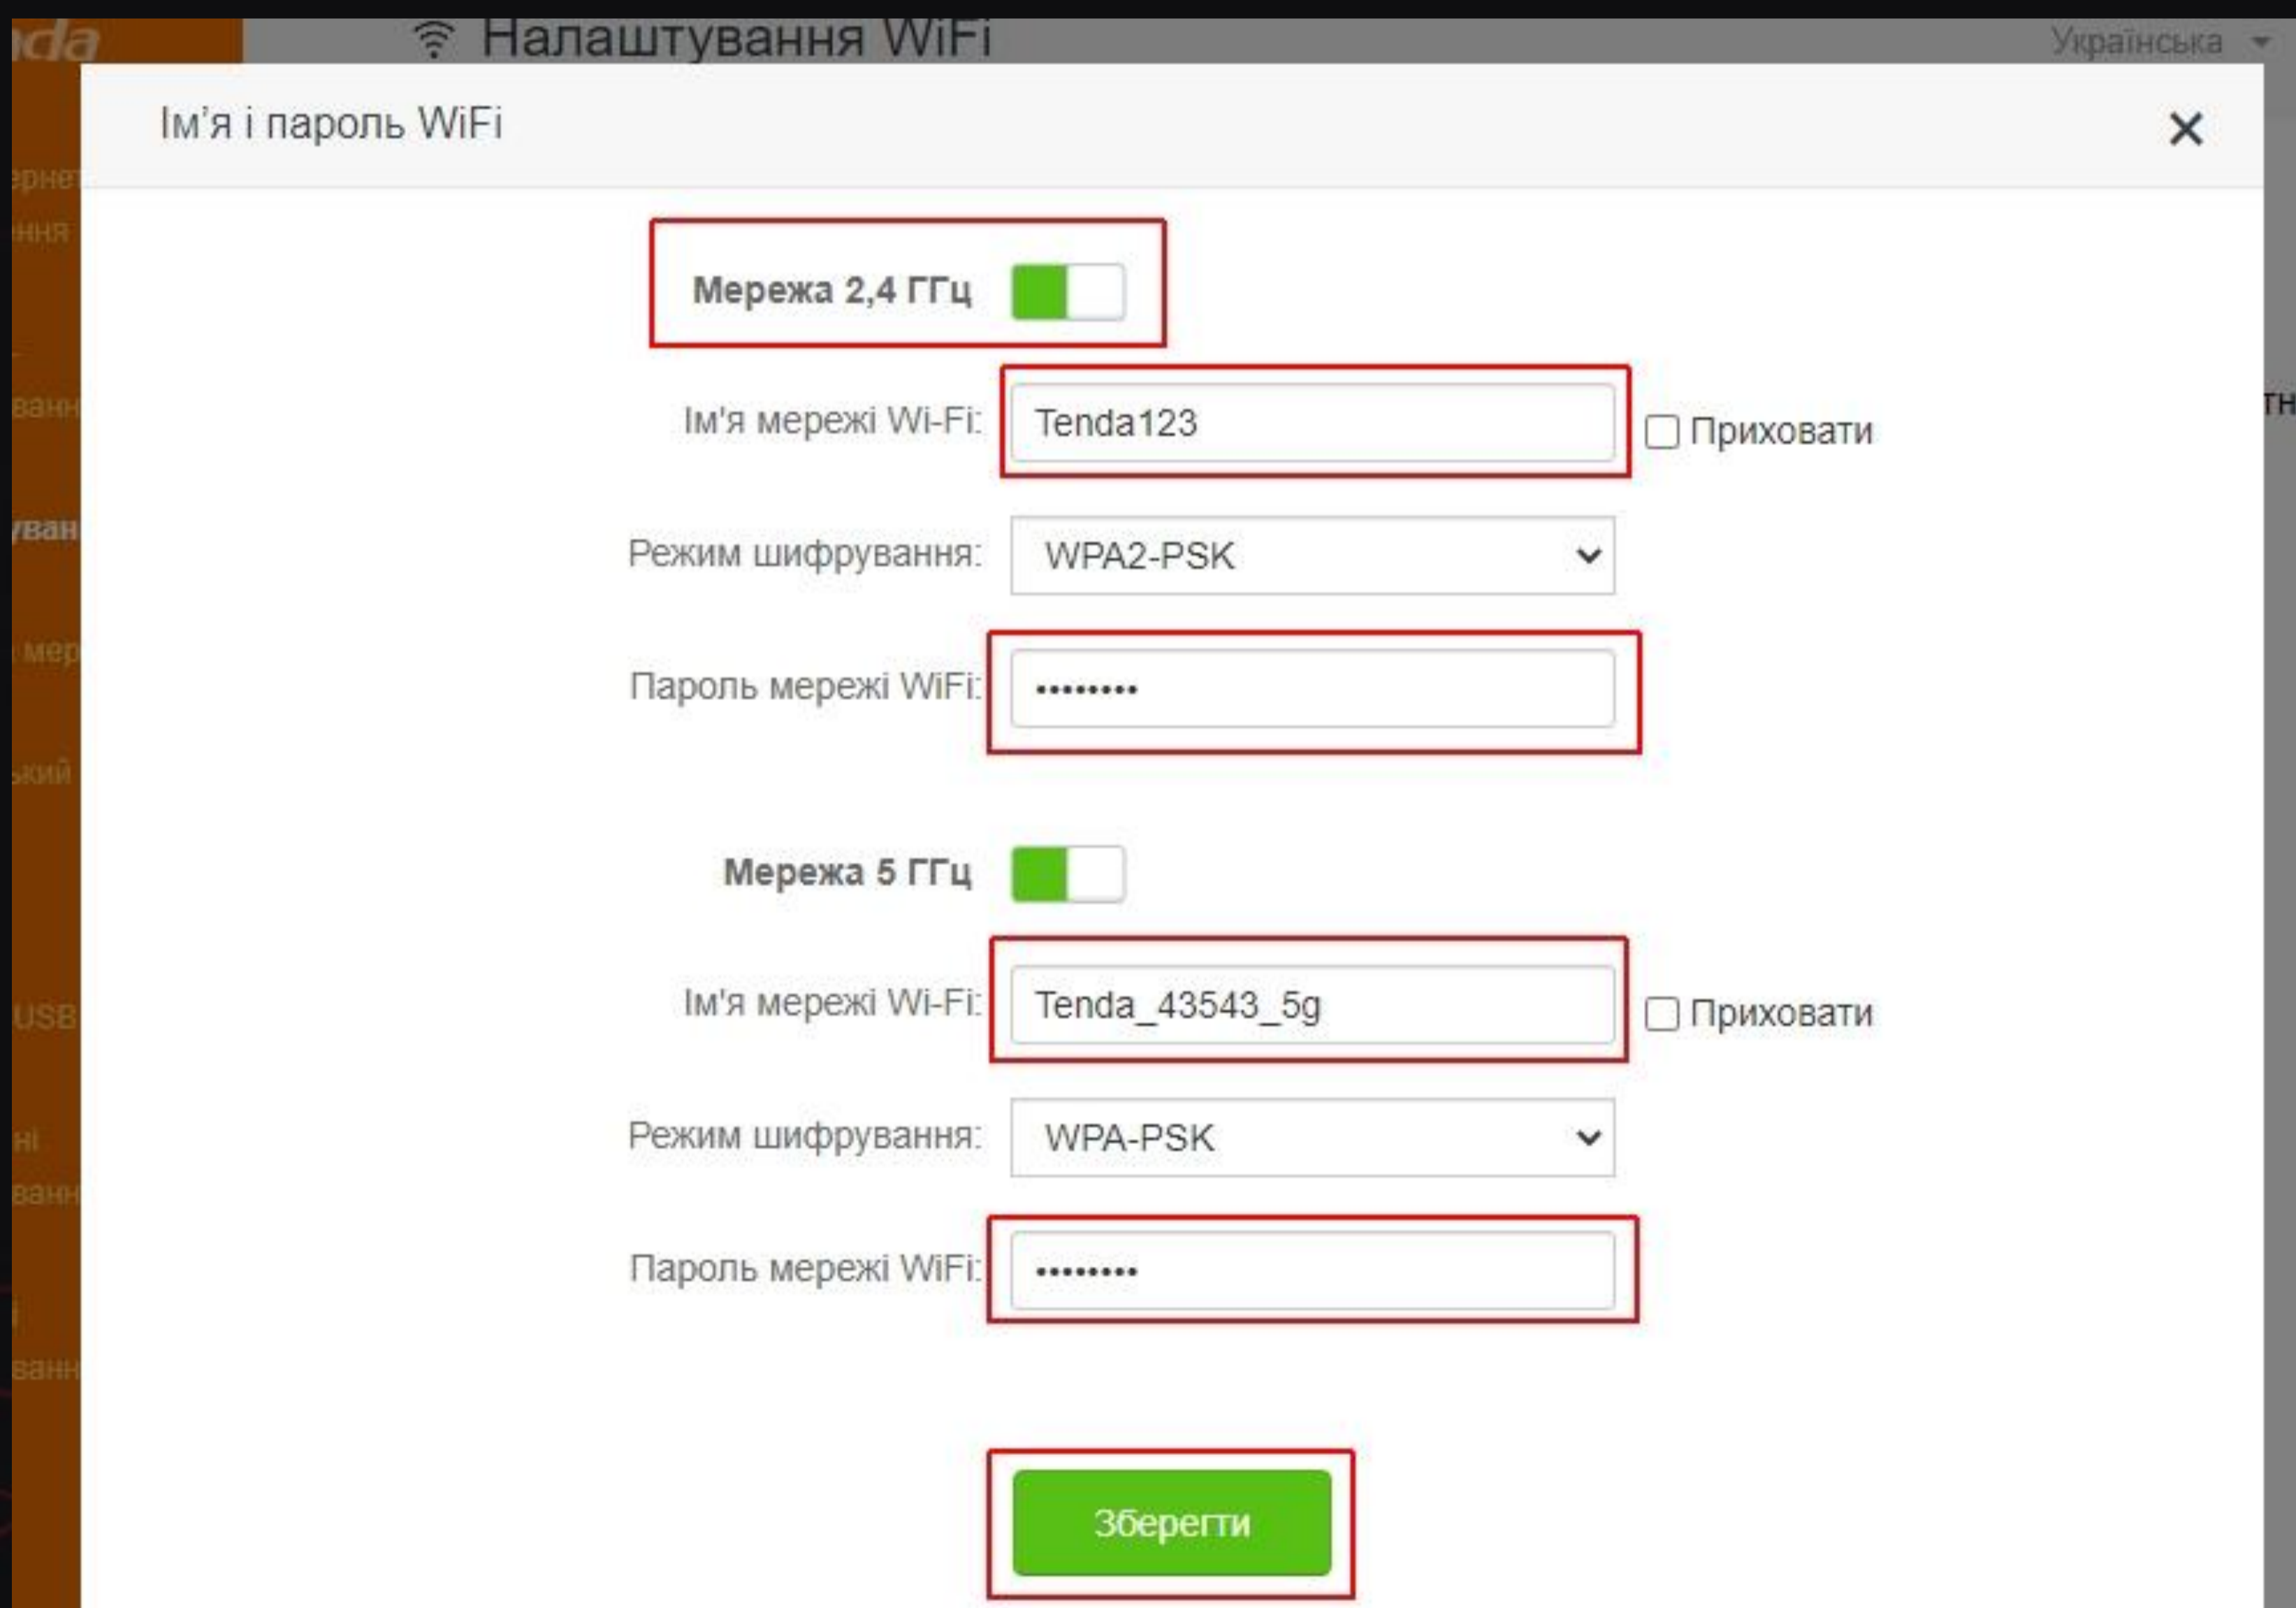 Налаштування WiFi
Українська
Ім'я і пароль WiFi
Мережа 2,4 ГГц
Ім'я мережі Wi-Fi: Tenda123 Приховати
Режим шифрування: WPA2-PSK
Пароль мережі WiFi: ••••••••
Мережа 5 ГГц
Ім'я мережі Wi-Fi: Tenda_43543_5g Приховати
Режим шифрування: WPA-PSK
Пароль мережі WiFi: ••••••••
USB
Зберегти